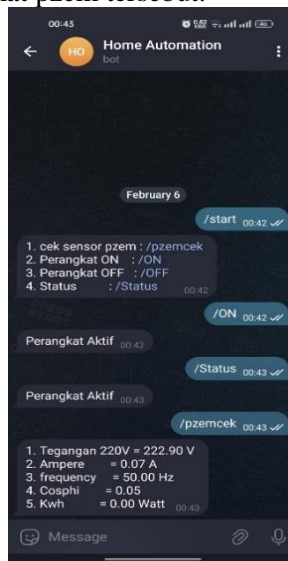 at pzem tersebut.
00:43
HO
Home Automation
bot
February 6
/start 00:42
1. cek sensor pzem : /pzemcek
2. Perangkat ON : /ON
3. Perangkat OFF : /OFF
4. Status : /Status
00:42
/ON 00:42
Perangkat Aktif 00:42
/Status 00:43
Perangkat Aktif 00:43
/pzemcek 00:43
1. Tegangan 220V = 222.90 V
2. Ampere = 0.07 A
3. frequency = 50.00 Hz
4. Cosphi = 0.05
5. Kwh = 0.00 Watt 00:43
Message